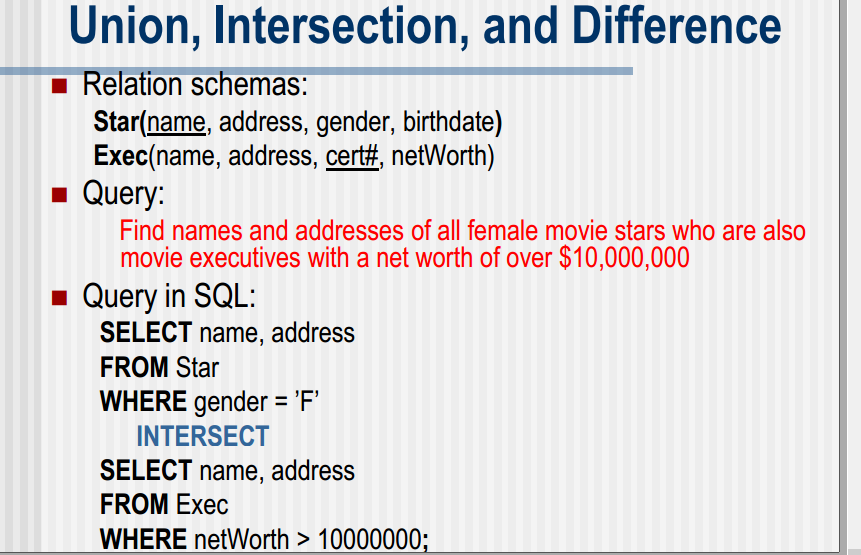 Union, Intersection, and Difference
Relation schemas:
Star(name, address, gender, birthdate)
Exec(name, address, cert#, netWorth)
Query:
Find names and addresses of all female movie stars who are also
movie executives with a net worth of over $10,000,000
Query in SQL:
SELECT name, address
FROM Star
WHERE gender = ’F’
INTERSECT
SELECT name, address
FROM Exec
WHERE netWorth > 10000000;